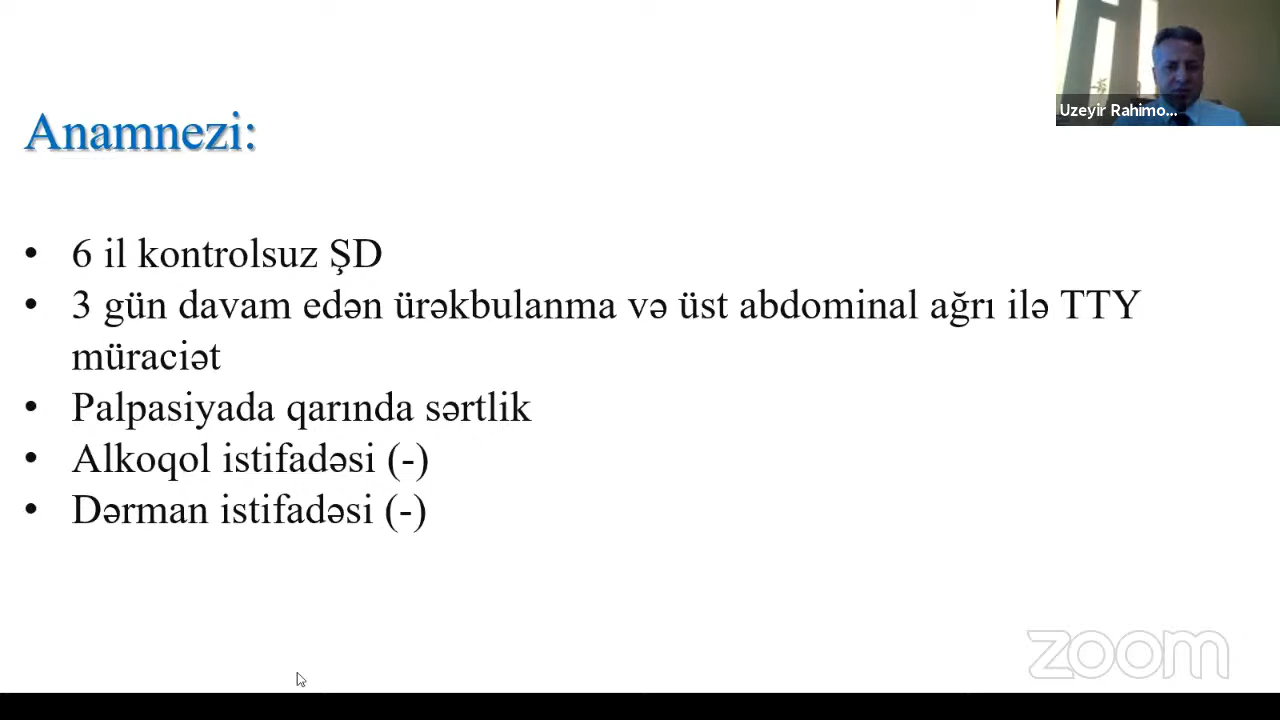 Uzeyir Rahimo...
Anamnezi:
• 6 il kontrolsuz ŞD
• 3 gün davam edən ürəkbulanma və üst abdominal ağrı ilə TTY
müraciət
• Palpasiyada qarında sərtlik
• Alkoqol istifadəsi (-)
• Dərman istifadəsi (-)
zoom